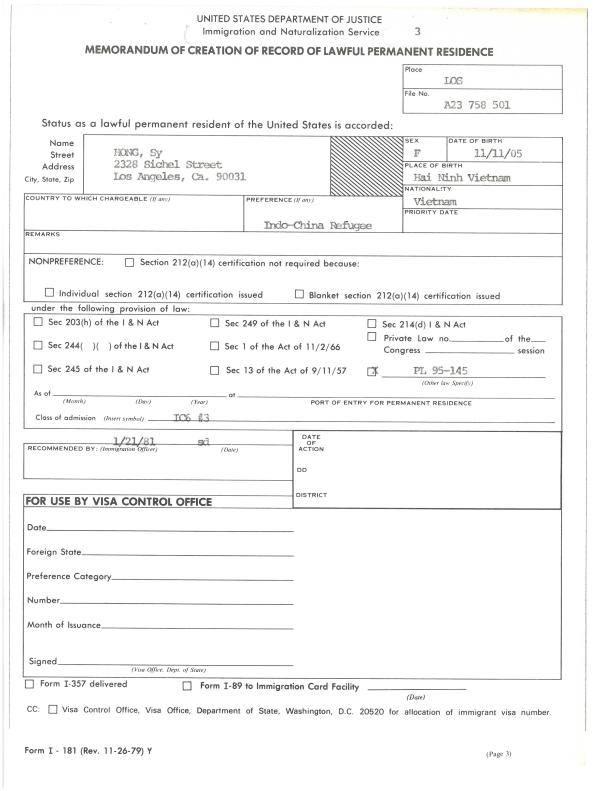 UNITED STATES DEPARTMENT OF JUSTICE
Immigration and Naturalization Service 3
MEMORANDUM OF CREATION OF RECORD OF LAWFUL PERMANENT RESIDENCE
Place
LOS
File No.
A23 758 501
Status as a lawful permanent resident of the United States is accorded:
Name
Street
Address
City, State, Zip
HONG, Sy
2328 Sichel Street
Los Angeles, Ca. 90031
SEX
F
DATE OF BIRTH
11/11/05
PLACE OF BIRTH
Hai Ninh Vietnam
NATIONALITY
Vietnam
COUNTRY TO WHICH CHARGEABLE (If any)
PREFERENCE (If any)
Indo-China Refugee
PRIORITY DATE
REMARKS
NONPREFERENCE: Section 212(a)(14) certification not required because:
Individual section 212(a)(14) certification issued Blanket section 212(a)(14) certification issued
under the following provision of law:
Sec 203(h) of the I & N Act Sec 249 of the I & N Act Sec 214(d) I & N Act
Private Law no. of the
Sec 244( )( ) of the I & N Act Sec 1 of the Act of 11/2/66 Congress session
Sec 245 of the I & N Act Sec 13 of the Act of 9/11/57 X PL 95-145
(Other law Specify)
As of at
(Month) (Day) (Year) PORT OF ENTRY FOR PERMANENT RESIDENCE
Class of admission (Insert symbol)
1/21/81 sd
RECOMMENDED BY: (Immigration Officer) (Date)
DATE
OF
ACTION
DD
DISTRICT
FOR USE BY VISA CONTROL OFFICE
Date
Foreign State
Preference Category
Number
Month of Issuance
Signed
(Visa Office, Dept. of State)
Form I-357 delivered Form I-89 to Immigration Card Facility
(Date)
CC: Visa Control Office, Visa Office, Department of State, Washington, D.C. 20520 for allocation of immigrant visa number.
Form I - 181 (Rev. 11-26-79) Y (Page 3)